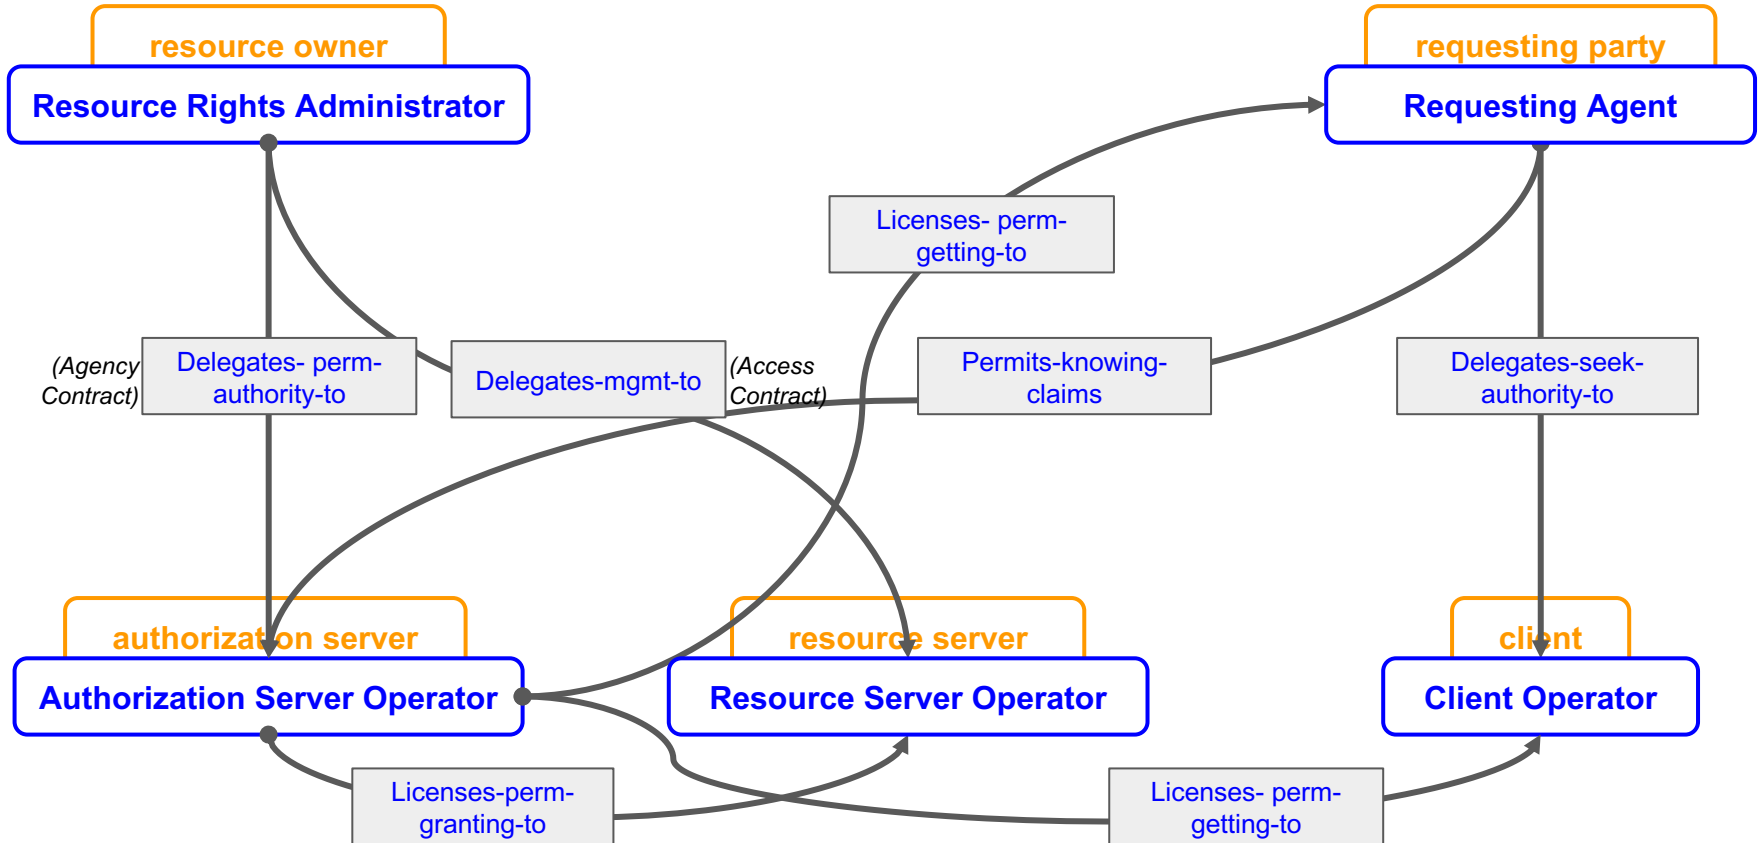 resource owner
requesting party
Resource Rights Administrator
Requesting Agent
Licenses- perm-
getting-to
(Agency
Contract)
Delegates- perm-
authority-to
Delegates-mgmt-to
(Access
Contract)
Permits-knowing-
claims
Delegates-seek-
authority-to
authorization server
resource server
client
Authorization Server Operator
Resource Server Operator
Client Operator
Licenses-perm-
granting-to
Licenses- perm-
getting-to